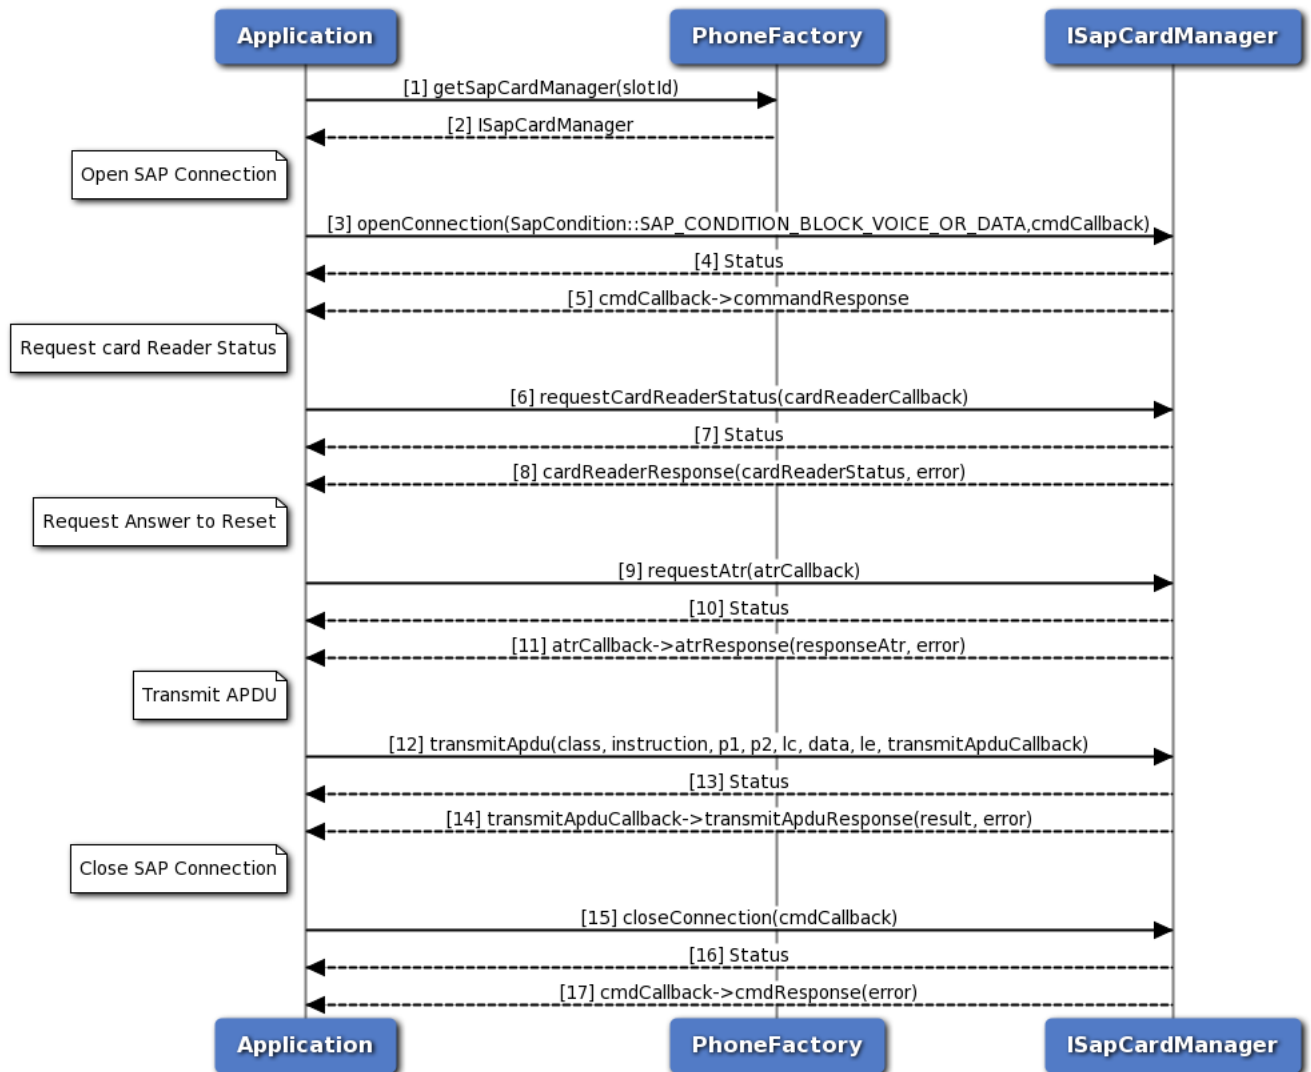 Application
PhoneFactory
ISapCardManager
[1] getSapCardManager(slotId)
[2] ISapCardManager
Open SAP Connection
[3] openConnection(SapCondition::SAP_CONDITION_BLOCK_VOICE_OR_DATA,cmdCallback)
[4] Status
[5] cmdCallback->commandResponse
Request card Reader Status
[6] requestCardReaderStatus(cardReaderCallback)
[7] Status
[8] cardReaderResponse(cardReaderStatus, error)
Request Answer to Reset
[9] requestAtr(atrCallback)
[10] Status
[11] atrCallback->atrResponse(responseAtr, error)
Transmit APDU
[12] transmitApdu(class, instruction, p1, p2, lc, data, le, transmitApduCallback)
[13] Status
[14] transmitApduCallback->transmitApduResponse(result, error)
Close SAP Connection
[15] closeConnection(cmdCallback)
[16] Status
[17] cmdCallback->cmdResponse(error)
Application
PhoneFactory
ISapCardManager